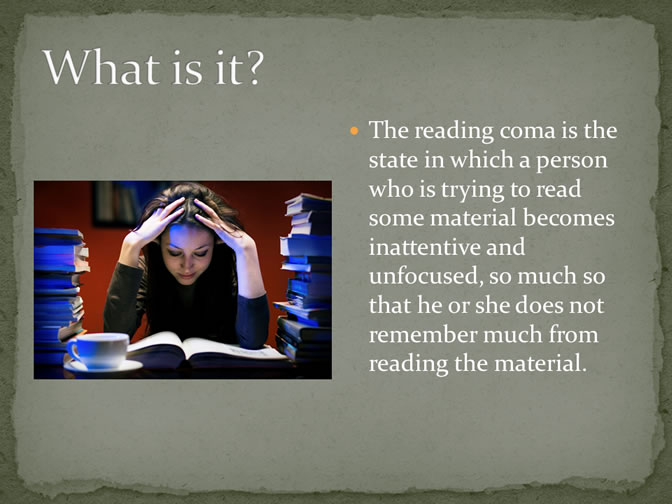 What is it?
The reading coma is the
state in which a person
who is trying to read
some material becomes
inattentive and
unfocused, so much so
that he or she does not
remember much from
reading the material.